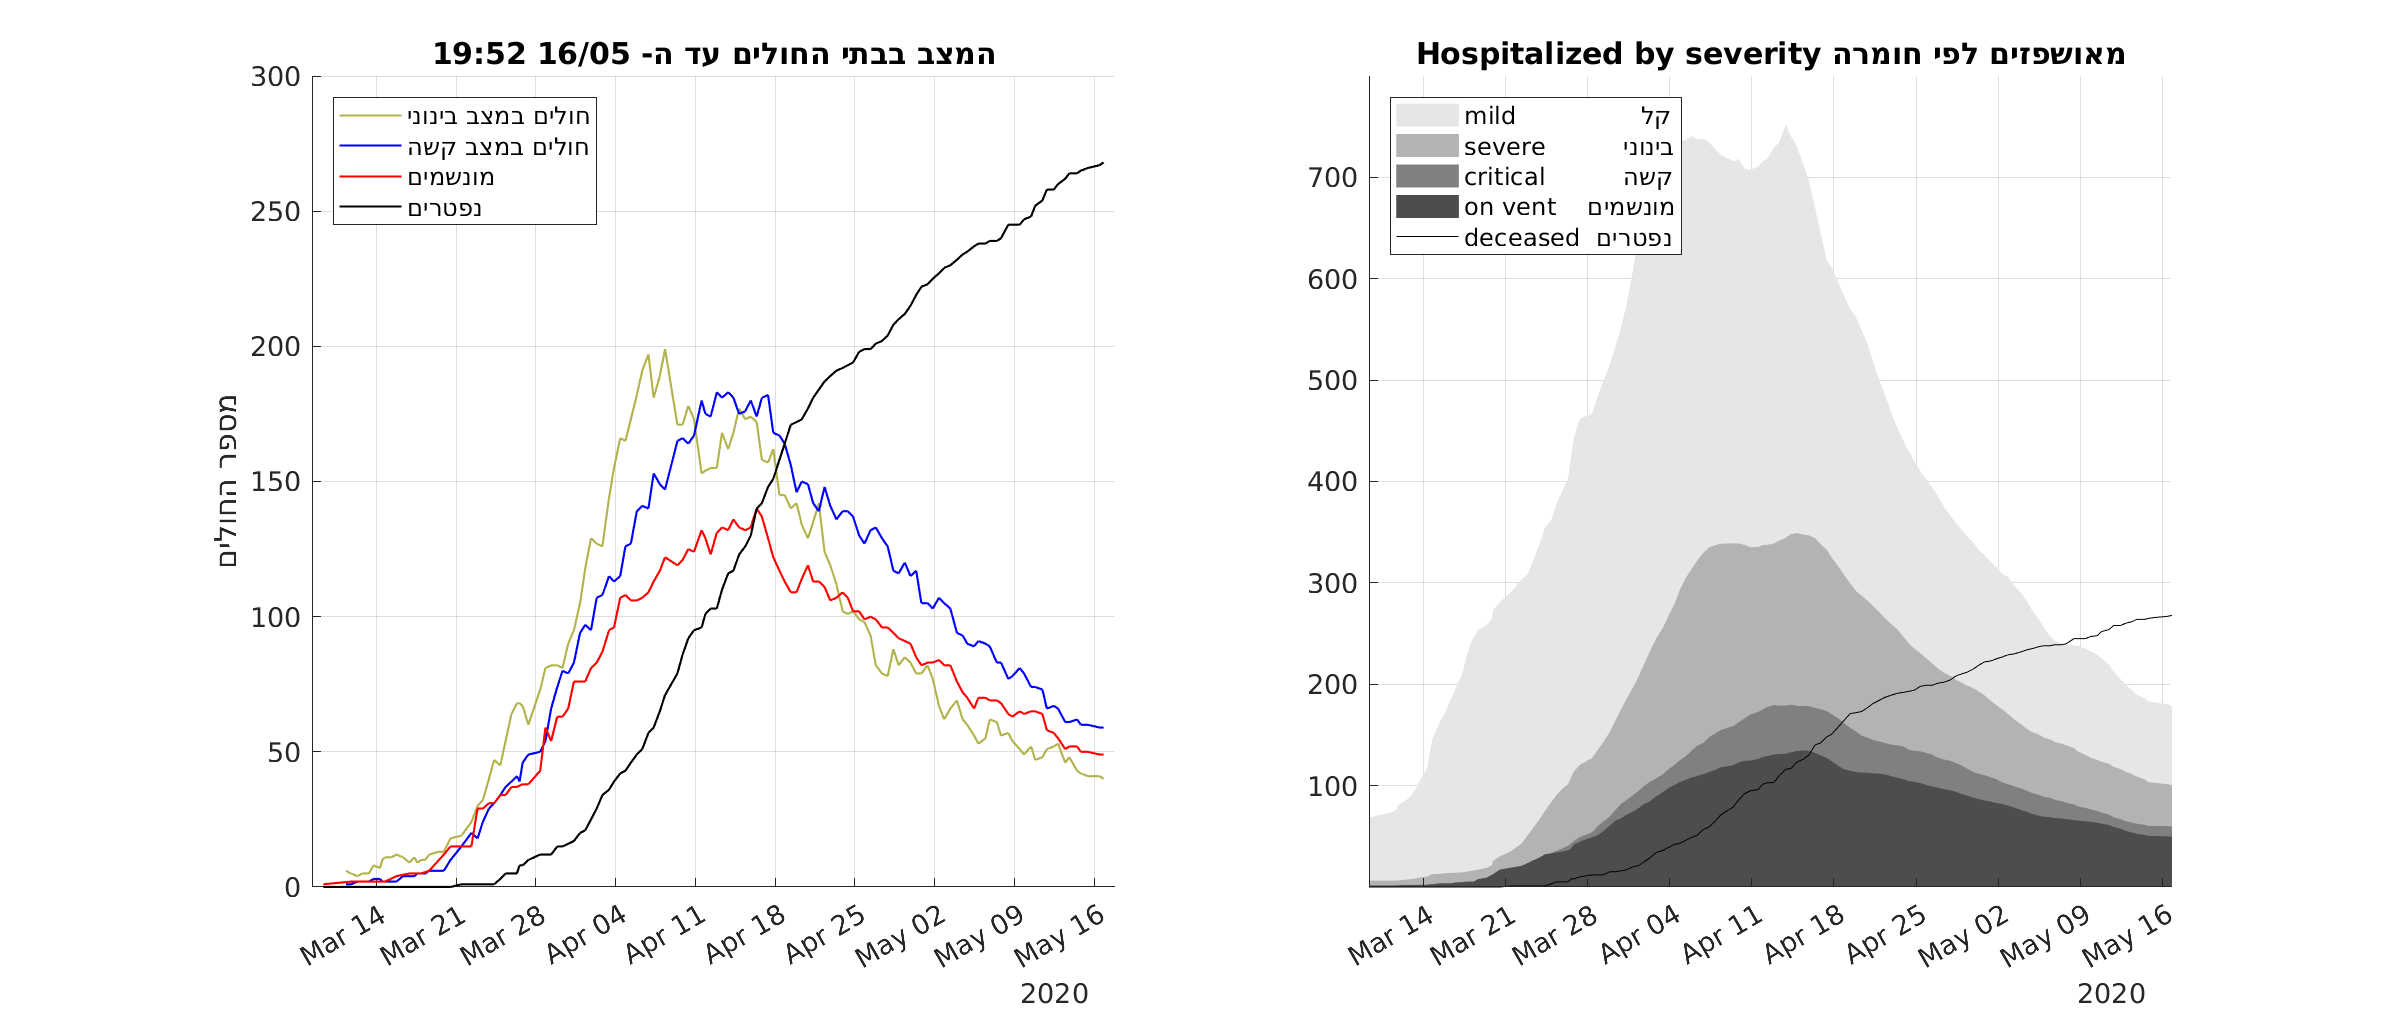 המצב בבתי החולים עד ה- 16/05 19:52
300
250
200
150
100
50
0
מספר החולים
חולים במצב בינוני
חולים במצב קשה
מונשמים
נפטרים
Mar 14
Mar 21
Mar 28
Apr 04
Apr 11
Apr 18
Apr 25
May 02
May 09
May 16
2020
Hospitalized by severity מאושפזים לפי חומרה
700
600
500
400
300
200
100
mild קל
severe בינוני
critical קשה
on vent מונשמים
deceased נפטרים
Mar 14
Mar 21
Mar 28
Apr 04
Apr 11
Apr 18
Apr 25
May 02
May 09
May 16
2020